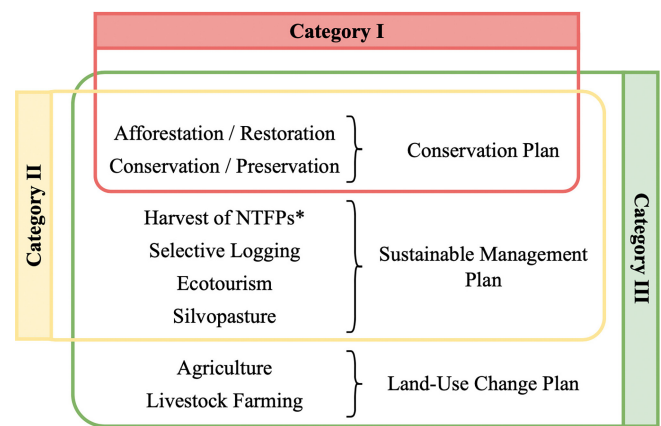 Category I
Category II
Category III
Afforestation / Restoration
Conservation / Preservation
Conservation Plan
Harvest of NTFPs*
Selective Logging
Ecotourism
Silvopasture
Sustainable Management
Plan
Agriculture
Livestock Farming
Land-Use Change Plan